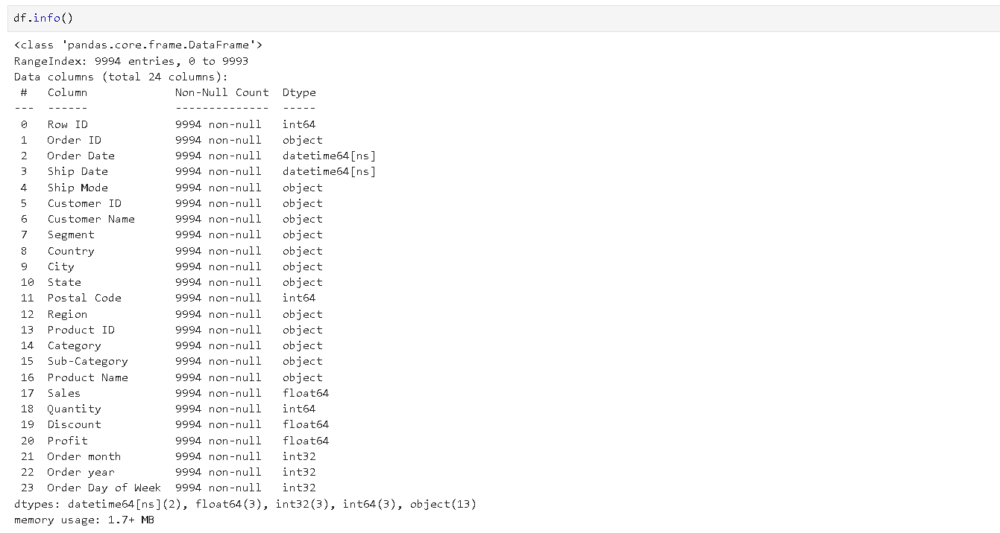 df.info()
<class 'pandas.core.frame.DataFrame'>
RangeIndex: 9994 entries, 0 to 9993
Data columns (total 24 columns):
 #   Column             Non-Null Count  Dtype
---  ------             --------------  -----
 0   Row ID             9994 non-null   int64
 1   Order ID           9994 non-null   object
 2   Order Date         9994 non-null   datetime64[ns]
 3   Ship Date          9994 non-null   datetime64[ns]
 4   Ship Mode          9994 non-null   object
 5   Customer ID        9994 non-null   object
 6   Customer Name      9994 non-null   object
 7   Segment            9994 non-null   object
 8   Country            9994 non-null   object
 9   City               9994 non-null   object
 10  State              9994 non-null   object
 11  Postal Code        9994 non-null   int64
 12  Region             9994 non-null   object
 13  Product ID         9994 non-null   object
 14  Category           9994 non-null   object
 15  Sub-Category       9994 non-null   object
 16  Product Name       9994 non-null   object
 17  Sales              9994 non-null   float64
 18  Quantity           9994 non-null   int64
 19  Discount           9994 non-null   float64
 20  Profit             9994 non-null   float64
 21  Order month        9994 non-null   int32
 22  Order year         9994 non-null   int32
 23  Order Day of Week  9994 non-null   int32
dtypes: datetime64[ns](2), float64(3), int32(3), int64(3), object(13)
memory usage: 1.7+ MB